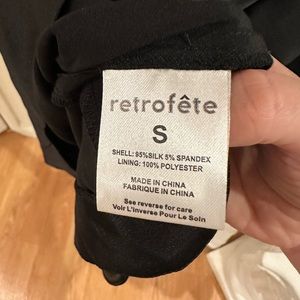 retrofête
S
SHELL: 95%SILK 5% SPANDEX
LINING: 100% POLYESTER
MADE IN CHINA
FABRIQUE IN CHINA
See reverse for care
Voir L'inverse Pour Le Soin